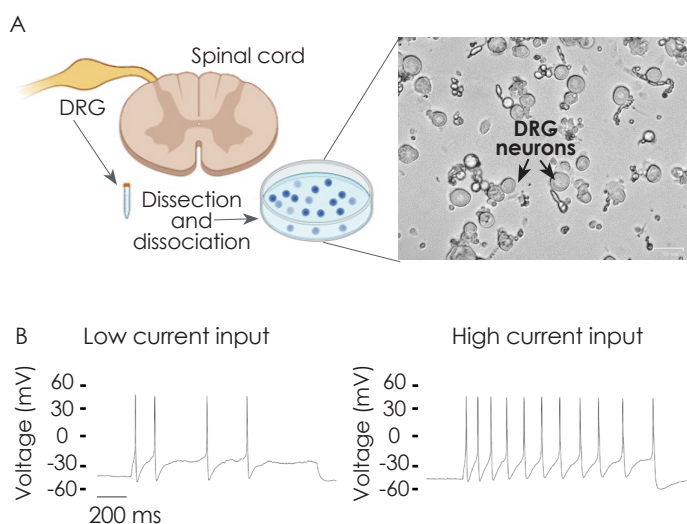 A
Spinal cord
DRG
Dissection
and
dissociation
DRG
neurons
B
Low current input
High current input
Voltage (mV)
60
30
0
-30
-60
200 ms
Voltage (mV)
60
30
0
-30
-60